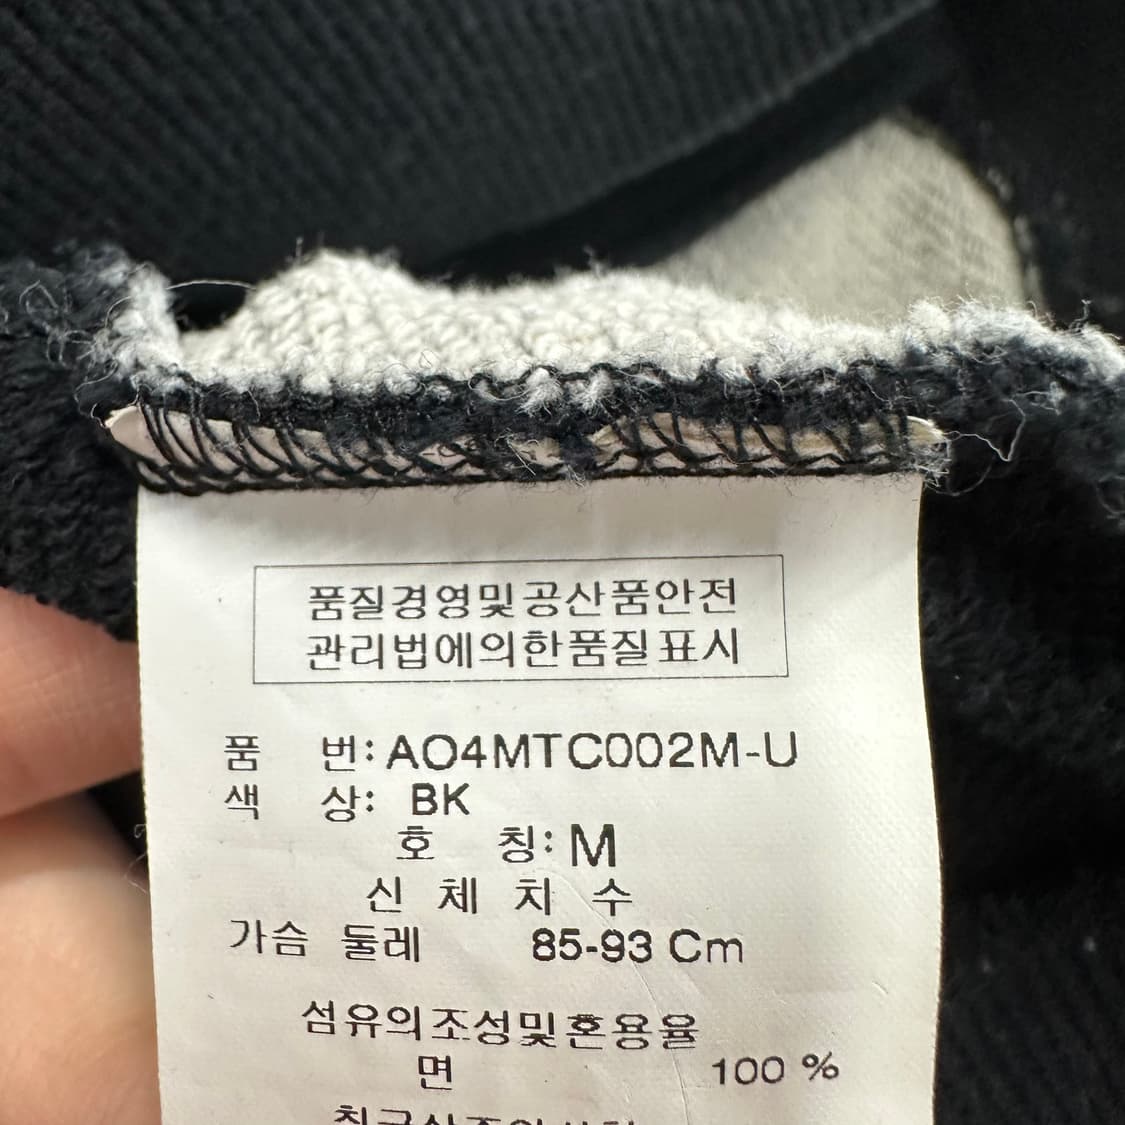 품질경영및공산품안전
관리법에의한품질표시
품 번: AO4MTC002M-U
색 상: BK
호 칭: M
신 체 치 수
가슴 둘레 85-93 Cm
섬유의조성및혼용율
면 100 %